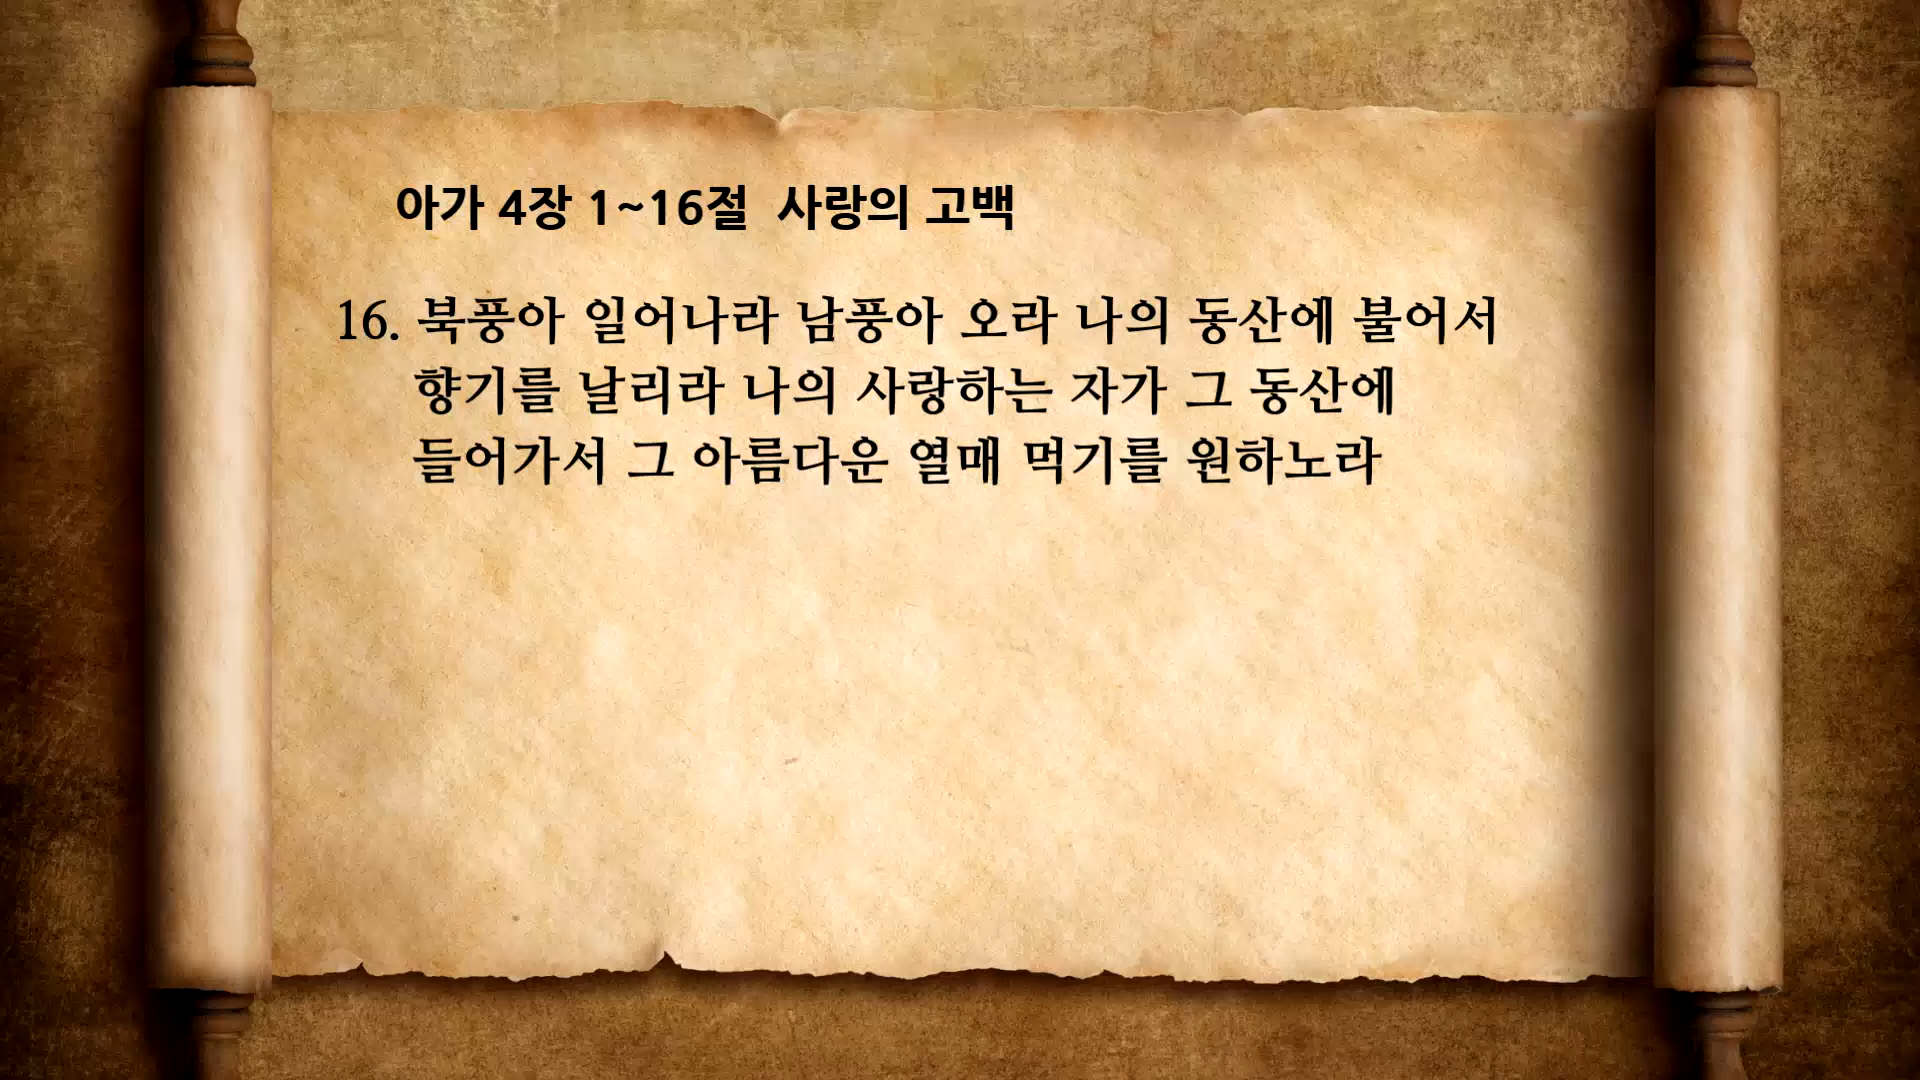 아가 4장 1~16절  사랑의 고백
16. 북풍아 일어나라 남풍아 오라 나의 동산에 불어서
향기를 날리라 나의 사랑하는 자가 그 동산에
들어가서 그 아름다운 열매 먹기를 원하노라